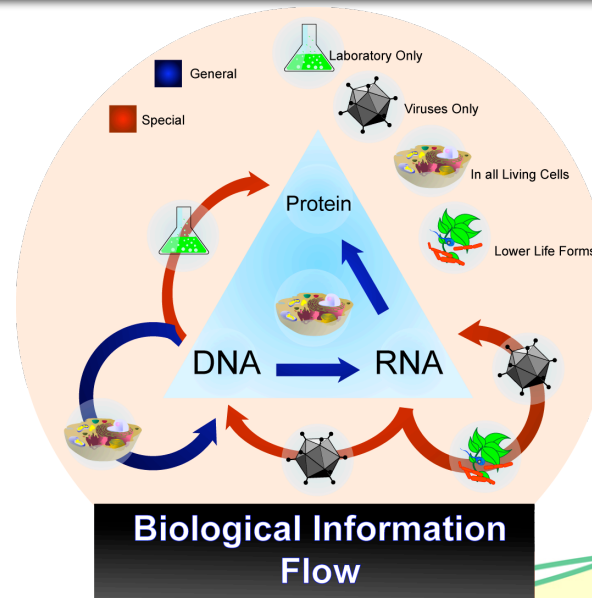 Laboratory Only
General
Viruses Only
Special
In all Living Cells
Protein
Lower Life Forms
DNA
RNA
Biological Information
Flow